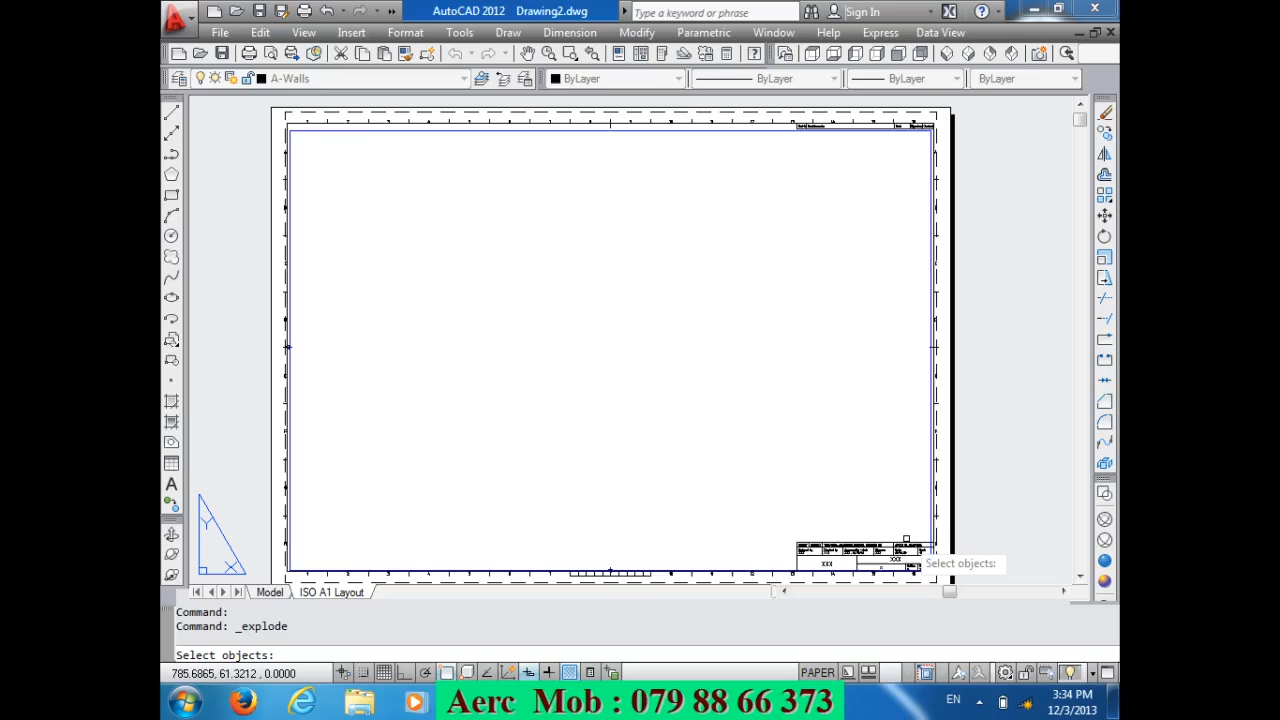 AutoCAD 2012 Drawing2.dwg
Type a keyword or phrase
Sign In
File Edit View Insert Format Tools Draw Dimension Modify Parametric Window Help Express Data View
A-Walls
ByLayer
ByLayer
ByLayer
ByLayer
XXX
XXX
Select objects:
Model ISO A1 Layout
Command:
Command: _explode
Select objects:
785.6865, 61.3212 , 0.0000
PAPER
Aerc Mob : 079 88 66 373
EN
3:34 PM
12/3/2013